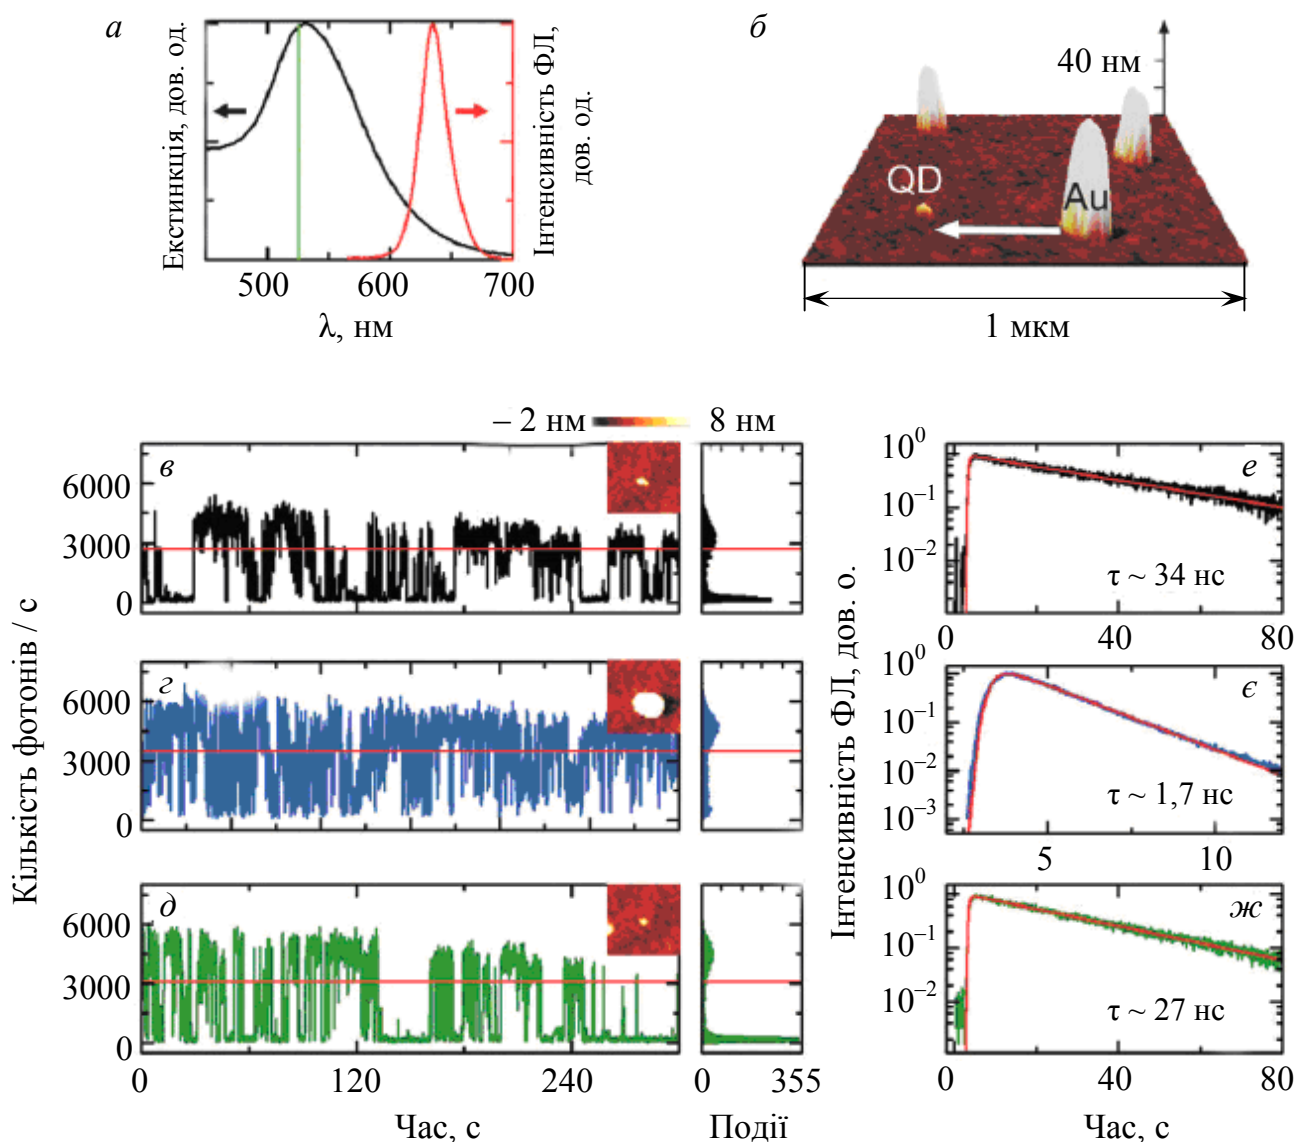 а
Екстинкція, дов. од.
Інтенсивність ФЛ,
дов. од.
500
600
700
λ, нм
б
40 нм
QD
Au
1 мкм
– 2 нм
8 нм
Кількість фотонів / с
в
6000
3000
0
г
6000
3000
0
д
6000
3000
0
0
120
240
Час, с
0
355
Події
Інтенсивність ФЛ, дов. о.
е
10⁰
10⁻¹
10⁻²
τ ~ 34 нс
0
40
80
є
10⁰
10⁻¹
10⁻²
10⁻³
τ ~ 1,7 нс
5
10
ж
10⁰
10⁻¹
10⁻²
τ ~ 27 нс
0
40
80
Час, с